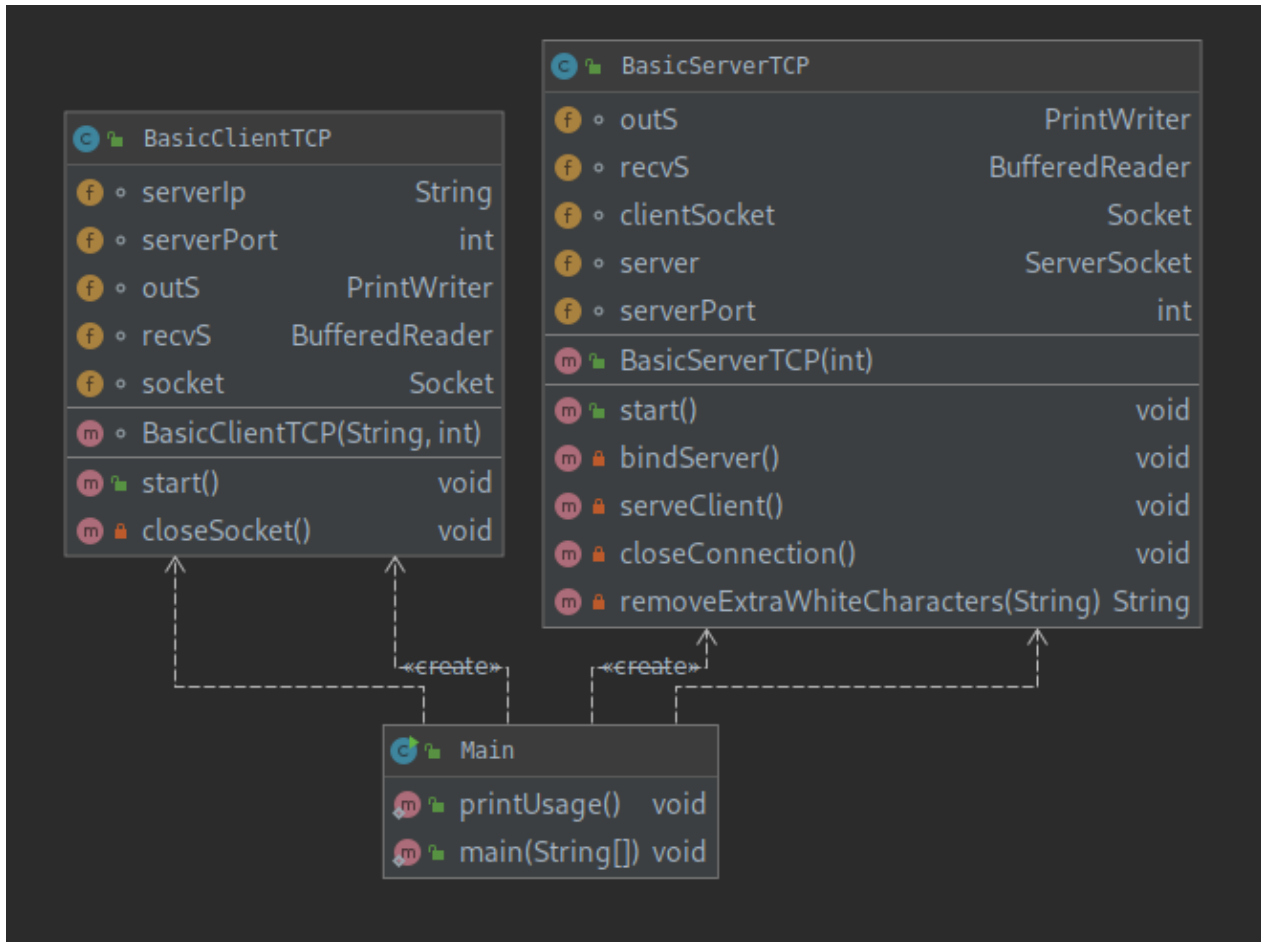 BasicClientTCP
serverIp String
serverPort int
outS PrintWriter
recvS BufferedReader
socket Socket
BasicClientTCP(String, int)
start() void
closeSocket() void
BasicServerTCP
outS PrintWriter
recvS BufferedReader
clientSocket Socket
server ServerSocket
serverPort int
BasicServerTCP(int)
start() void
bindServer() void
serveClient() void
closeConnection() void
removeExtraWhiteCharacters(String) String
«create»
«create»
Main
printUsage() void
main(String[]) void